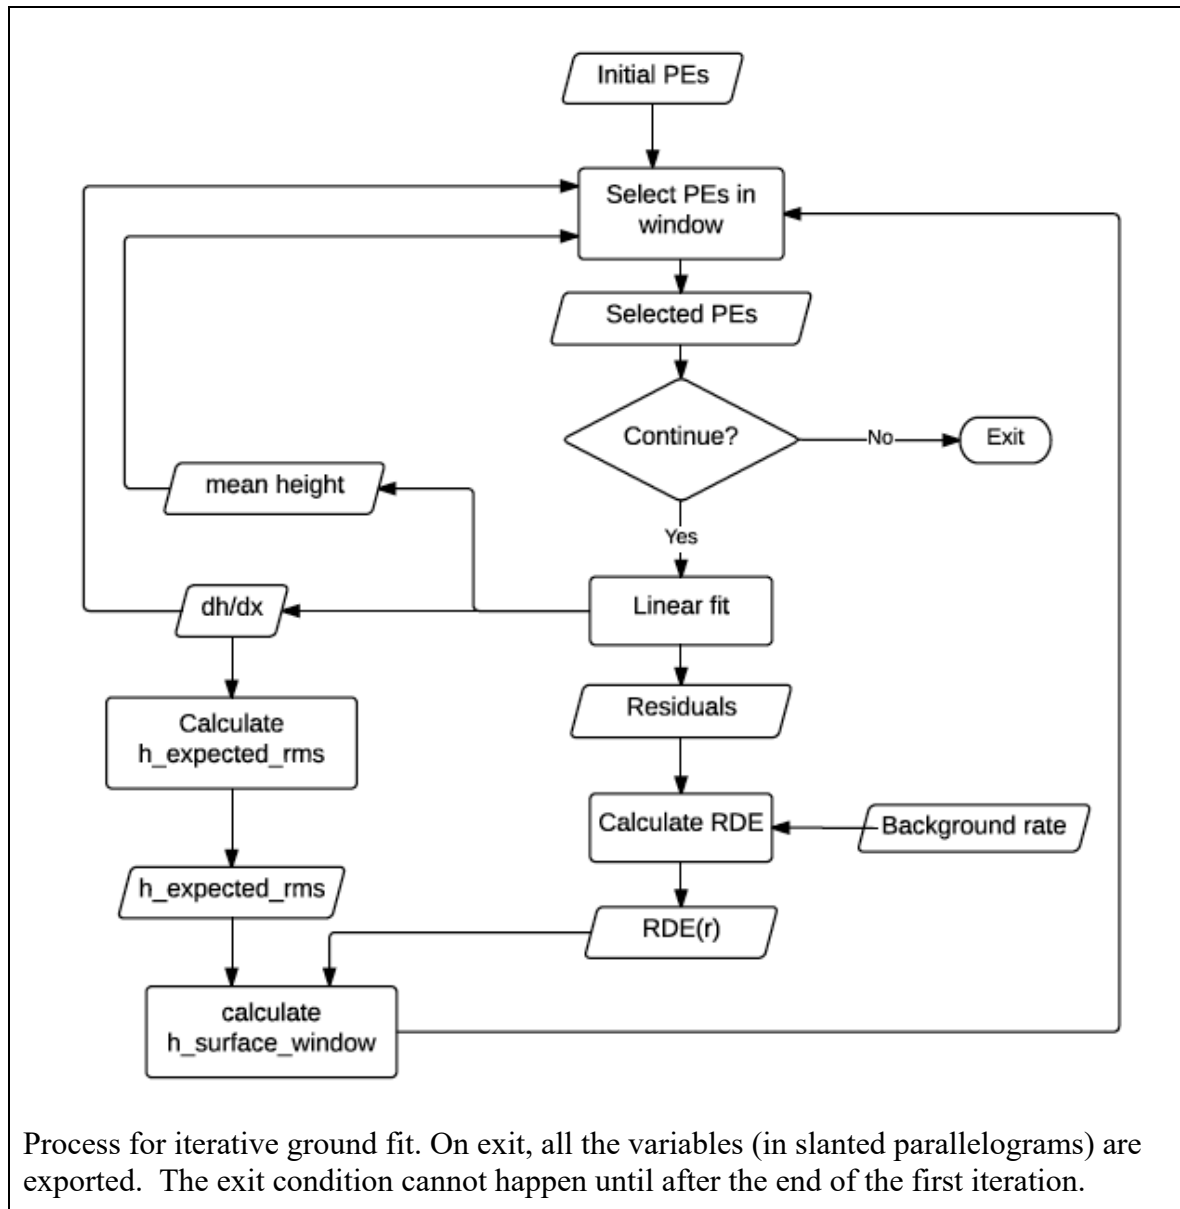 Initial PEs
Select PEs in
window
Selected PEs
Continue?
No
Exit
mean height
Yes
dh/dx
Linear fit
Calculate
h_expected_rms
Residuals
Calculate RDE
Background rate
h_expected_rms
RDE(r)
calculate
h_surface_window
Process for iterative ground fit. On exit, all the variables (in slanted parallelograms) are
exported.  The exit condition cannot happen until after the end of the first iteration.